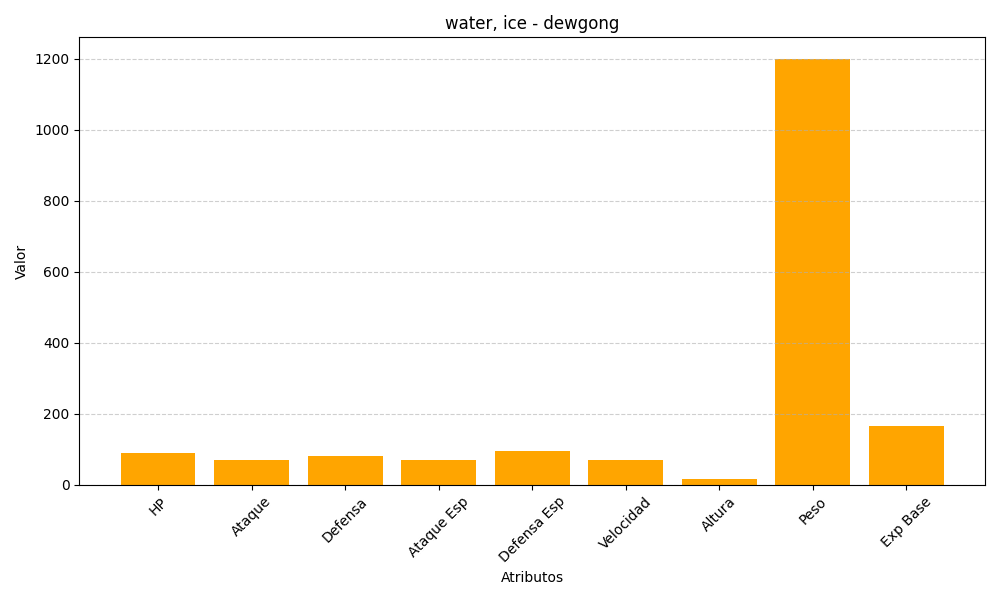 water, ice - dewgong
Valor
1200
1000
800
600
400
200
0
HP
Ataque
Defensa
Ataque Esp
Defensa Esp
Velocidad
Altura
Peso
Exp Base
Atributos